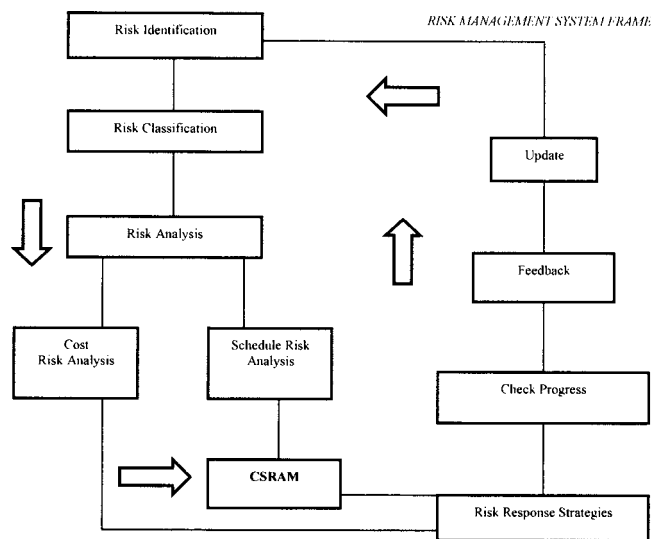 RISK MANAGEMENT SYSTEM FRAME
Risk Identification
Risk Classification
Update
Risk Analysis
Feedback
Cost
Risk Analysis
Schedule Risk
Analysis
Check Progress
CSRAM
Risk Response Strategies